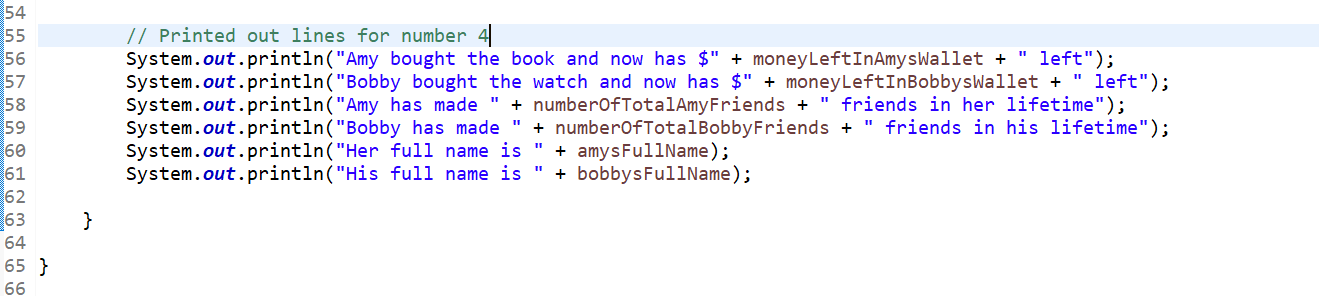 54
55 // Printed out lines for number 4
56 System.out.println("Amy bought the book and now has $" + moneyLeftInAmysWallet + " left");
57 System.out.println("Bobby bought the watch and now has $" + moneyLeftInBobbysWallet + " left");
58 System.out.println("Amy has made " + numberOfTotalAmyFriends + " friends in her lifetime");
59 System.out.println("Bobby has made " + numberOfTotalBobbyFriends + " friends in his lifetime");
60 System.out.println("Her full name is " + amysFullName);
61 System.out.println("His full name is " + bobbysFullName);
62
63 }
64
65 }
66